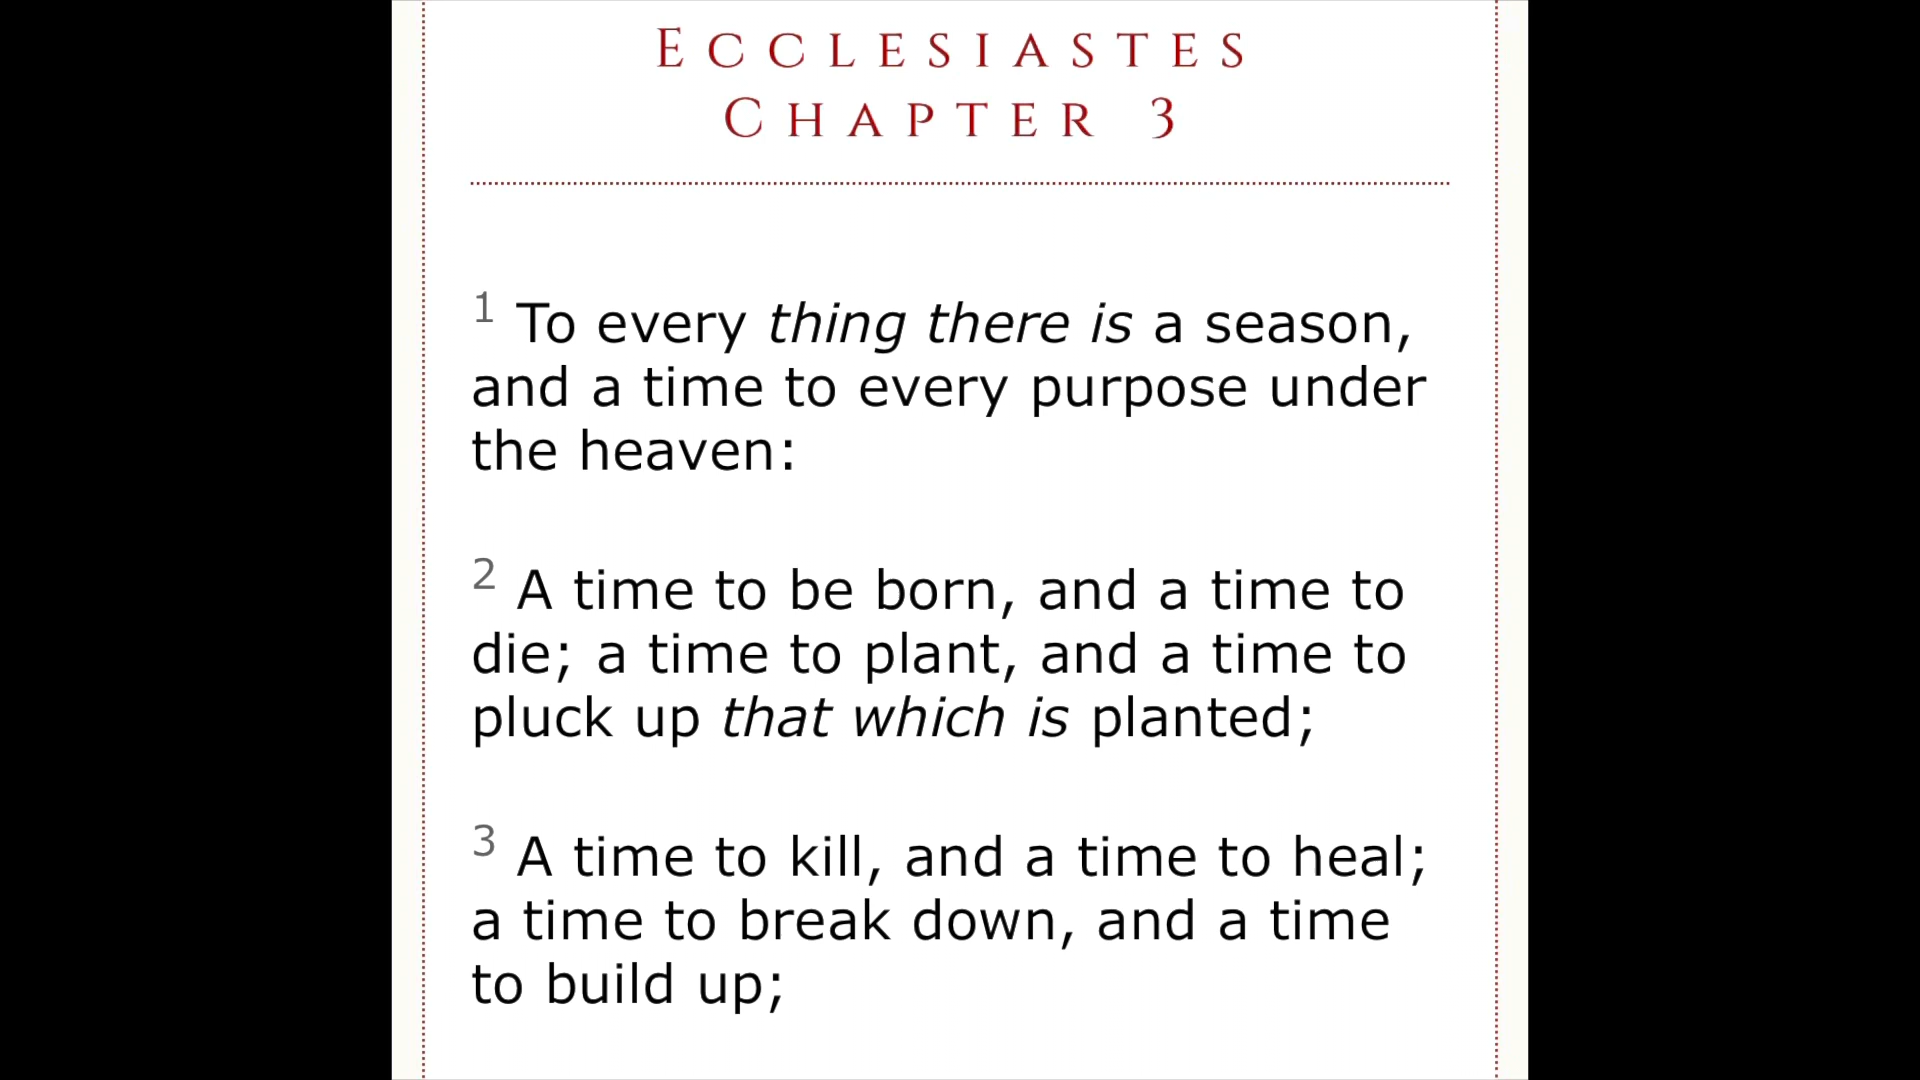 Ecclesiastes
Chapter 3
1 To every thing there is a season,
and a time to every purpose under
the heaven:
2 A time to be born, and a time to
die; a time to plant, and a time to
pluck up that which is planted;
3 A time to kill, and a time to heal;
a time to break down, and a time
to build up;